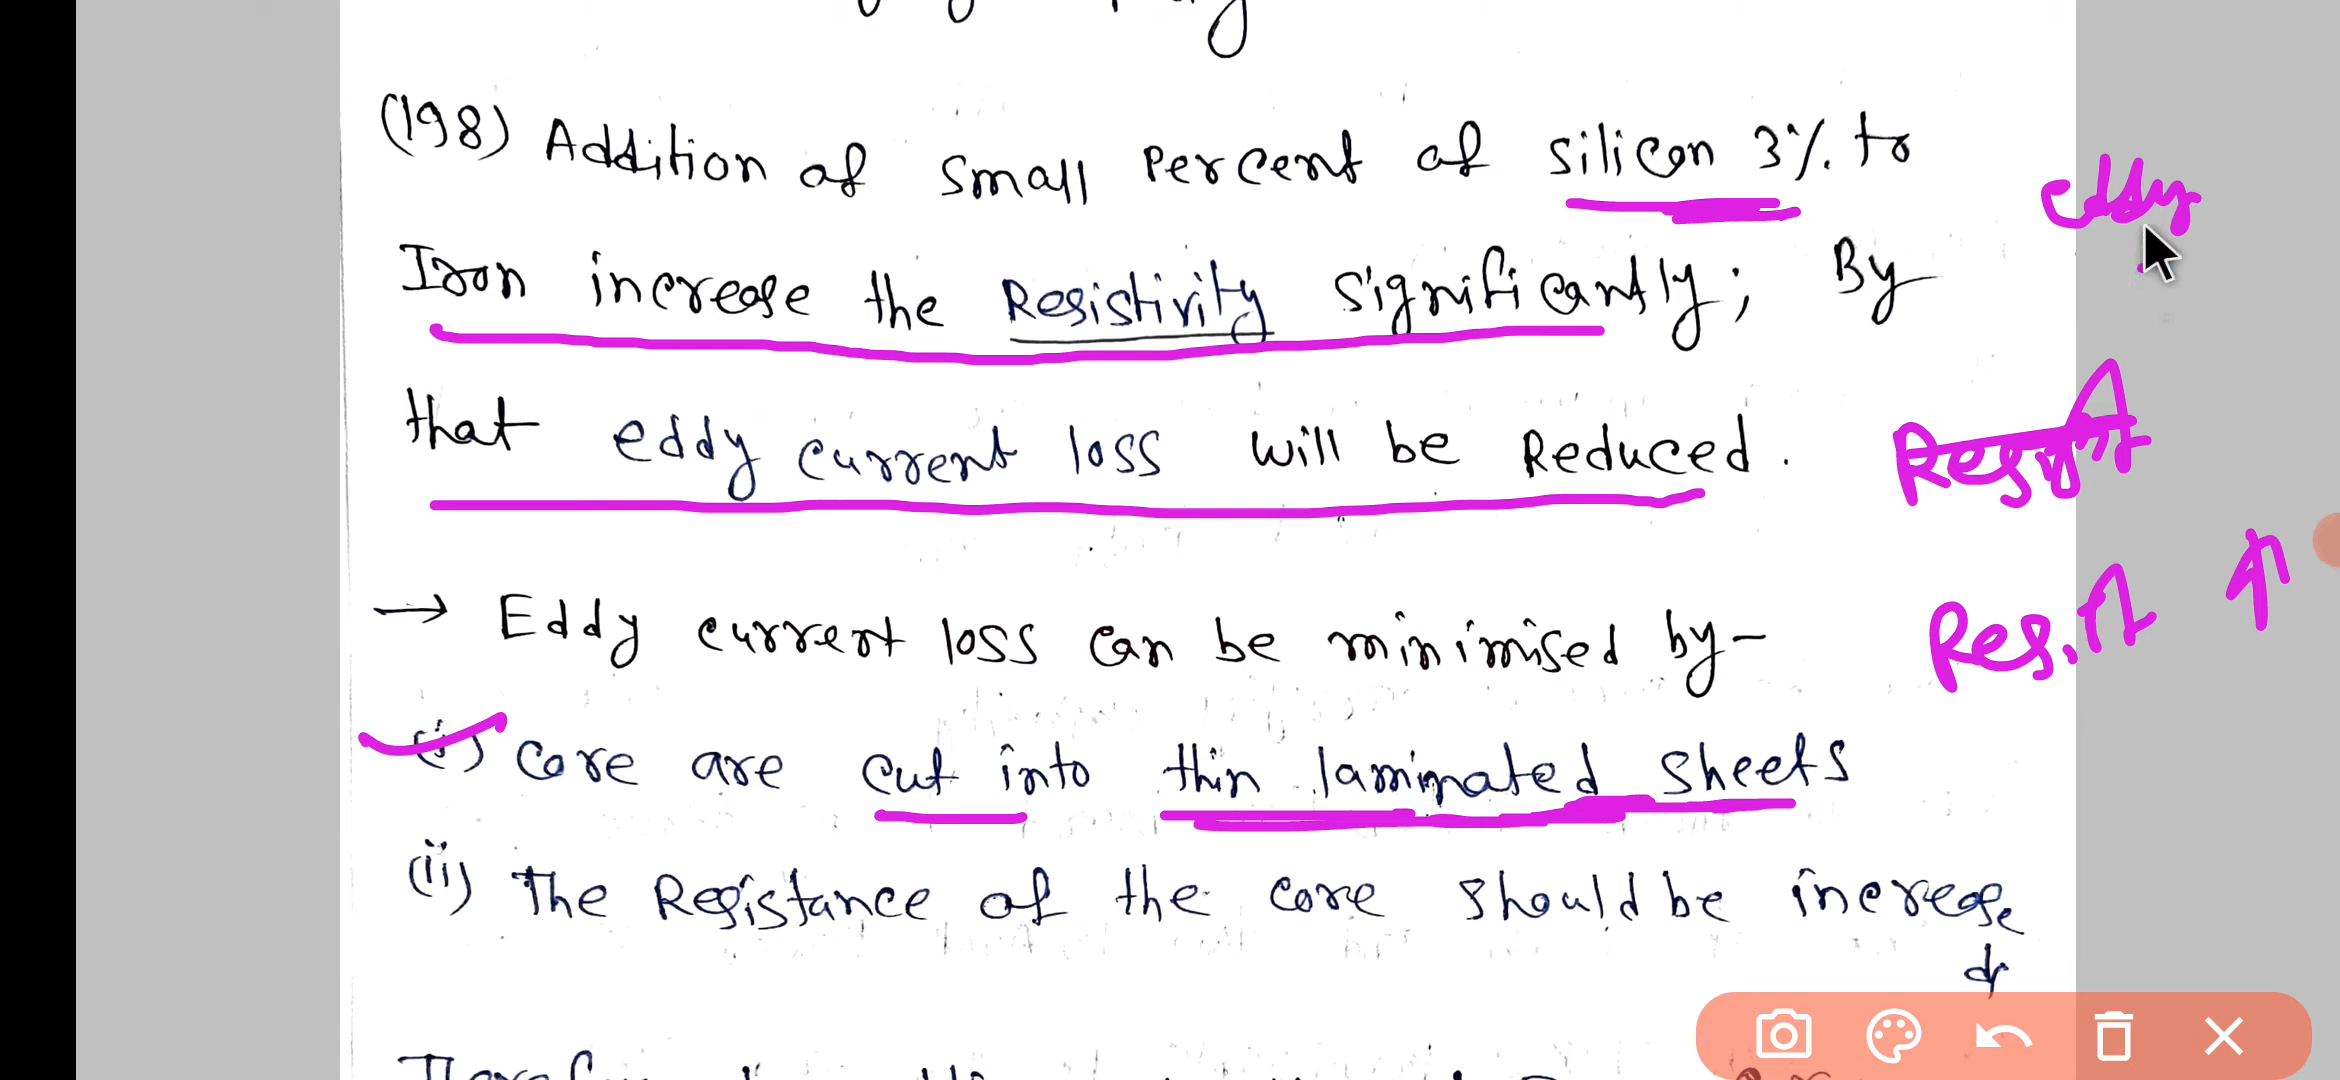 (198) Addition of small percent of silicon 3% to
Iron increase the Resistivity significantly; By
that eddy current loss will be Reduced.
→ Eddy current loss can be minimised by-
(i) core are cut into thin laminated sheets
(ii) The Resistance of the core should be increase
d
eddy